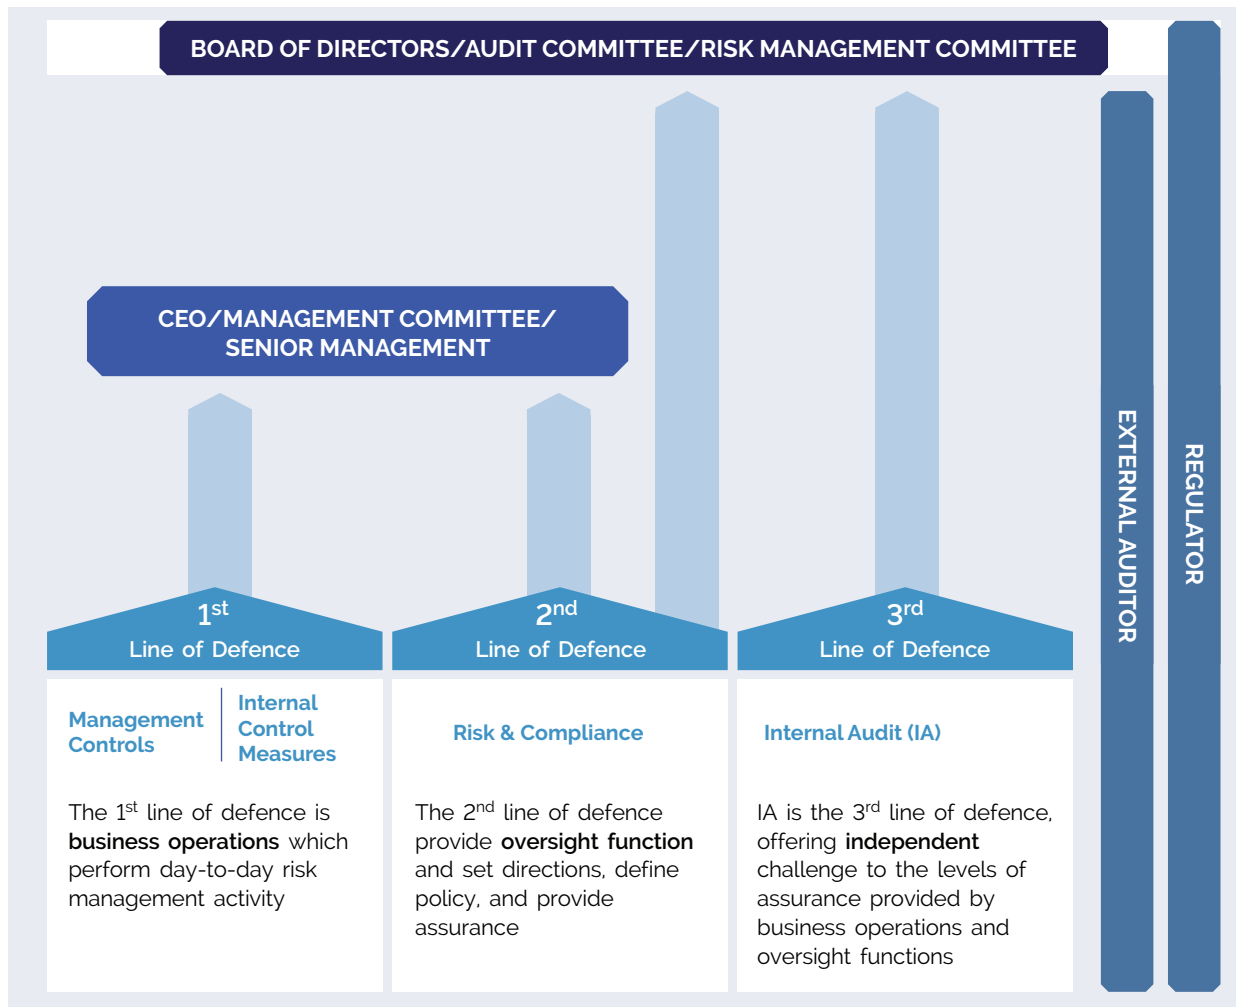 BOARD OF DIRECTORS/AUDIT COMMITTEE/RISK MANAGEMENT COMMITTEE
CEO/MANAGEMENT COMMITTEE/
SENIOR MANAGEMENT
1st
Line of Defence
Management
Controls
Internal
Control
Measures
The 1st line of defence is
business operations which
perform day-to-day risk
management activity
2nd
Line of Defence
Risk & Compliance
The 2nd line of defence
provide oversight function
and set directions, define
policy, and provide
assurance
3rd
Line of Defence
Internal Audit (IA)
IA is the 3rd line of defence,
offering independent
challenge to the levels of
assurance provided by
business operations and
oversight functions
EXTERNAL AUDITOR
REGULATOR